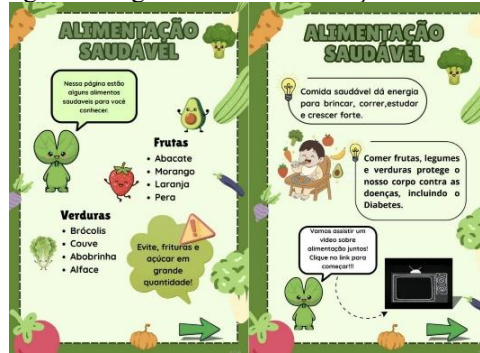 ALIMENTAÇÃO
SAUDÁVEL
Nessa página estão
alguns alimentos
saudaveis para você
conhecer.
Frutas
• Abacate
• Morango
• Laranja
• Pera
Verduras
• Brócolis
• Couve
• Abobrinha
• Alface
Evite, frituras e
açúcar em
grande
quantidade!
ALIMENTAÇÃO
SAUDÁVEL
Comida saudável dá energia
para brincar, correr,estudar
e crescer forte.
Comer frutas, legumes
e verduras protege o
nosso corpo contra as
doenças, incluindo o
Diabetes.
Vamos assistir um
vídeo sobre
alimentação juntos!
Clique no link para
começar!!!